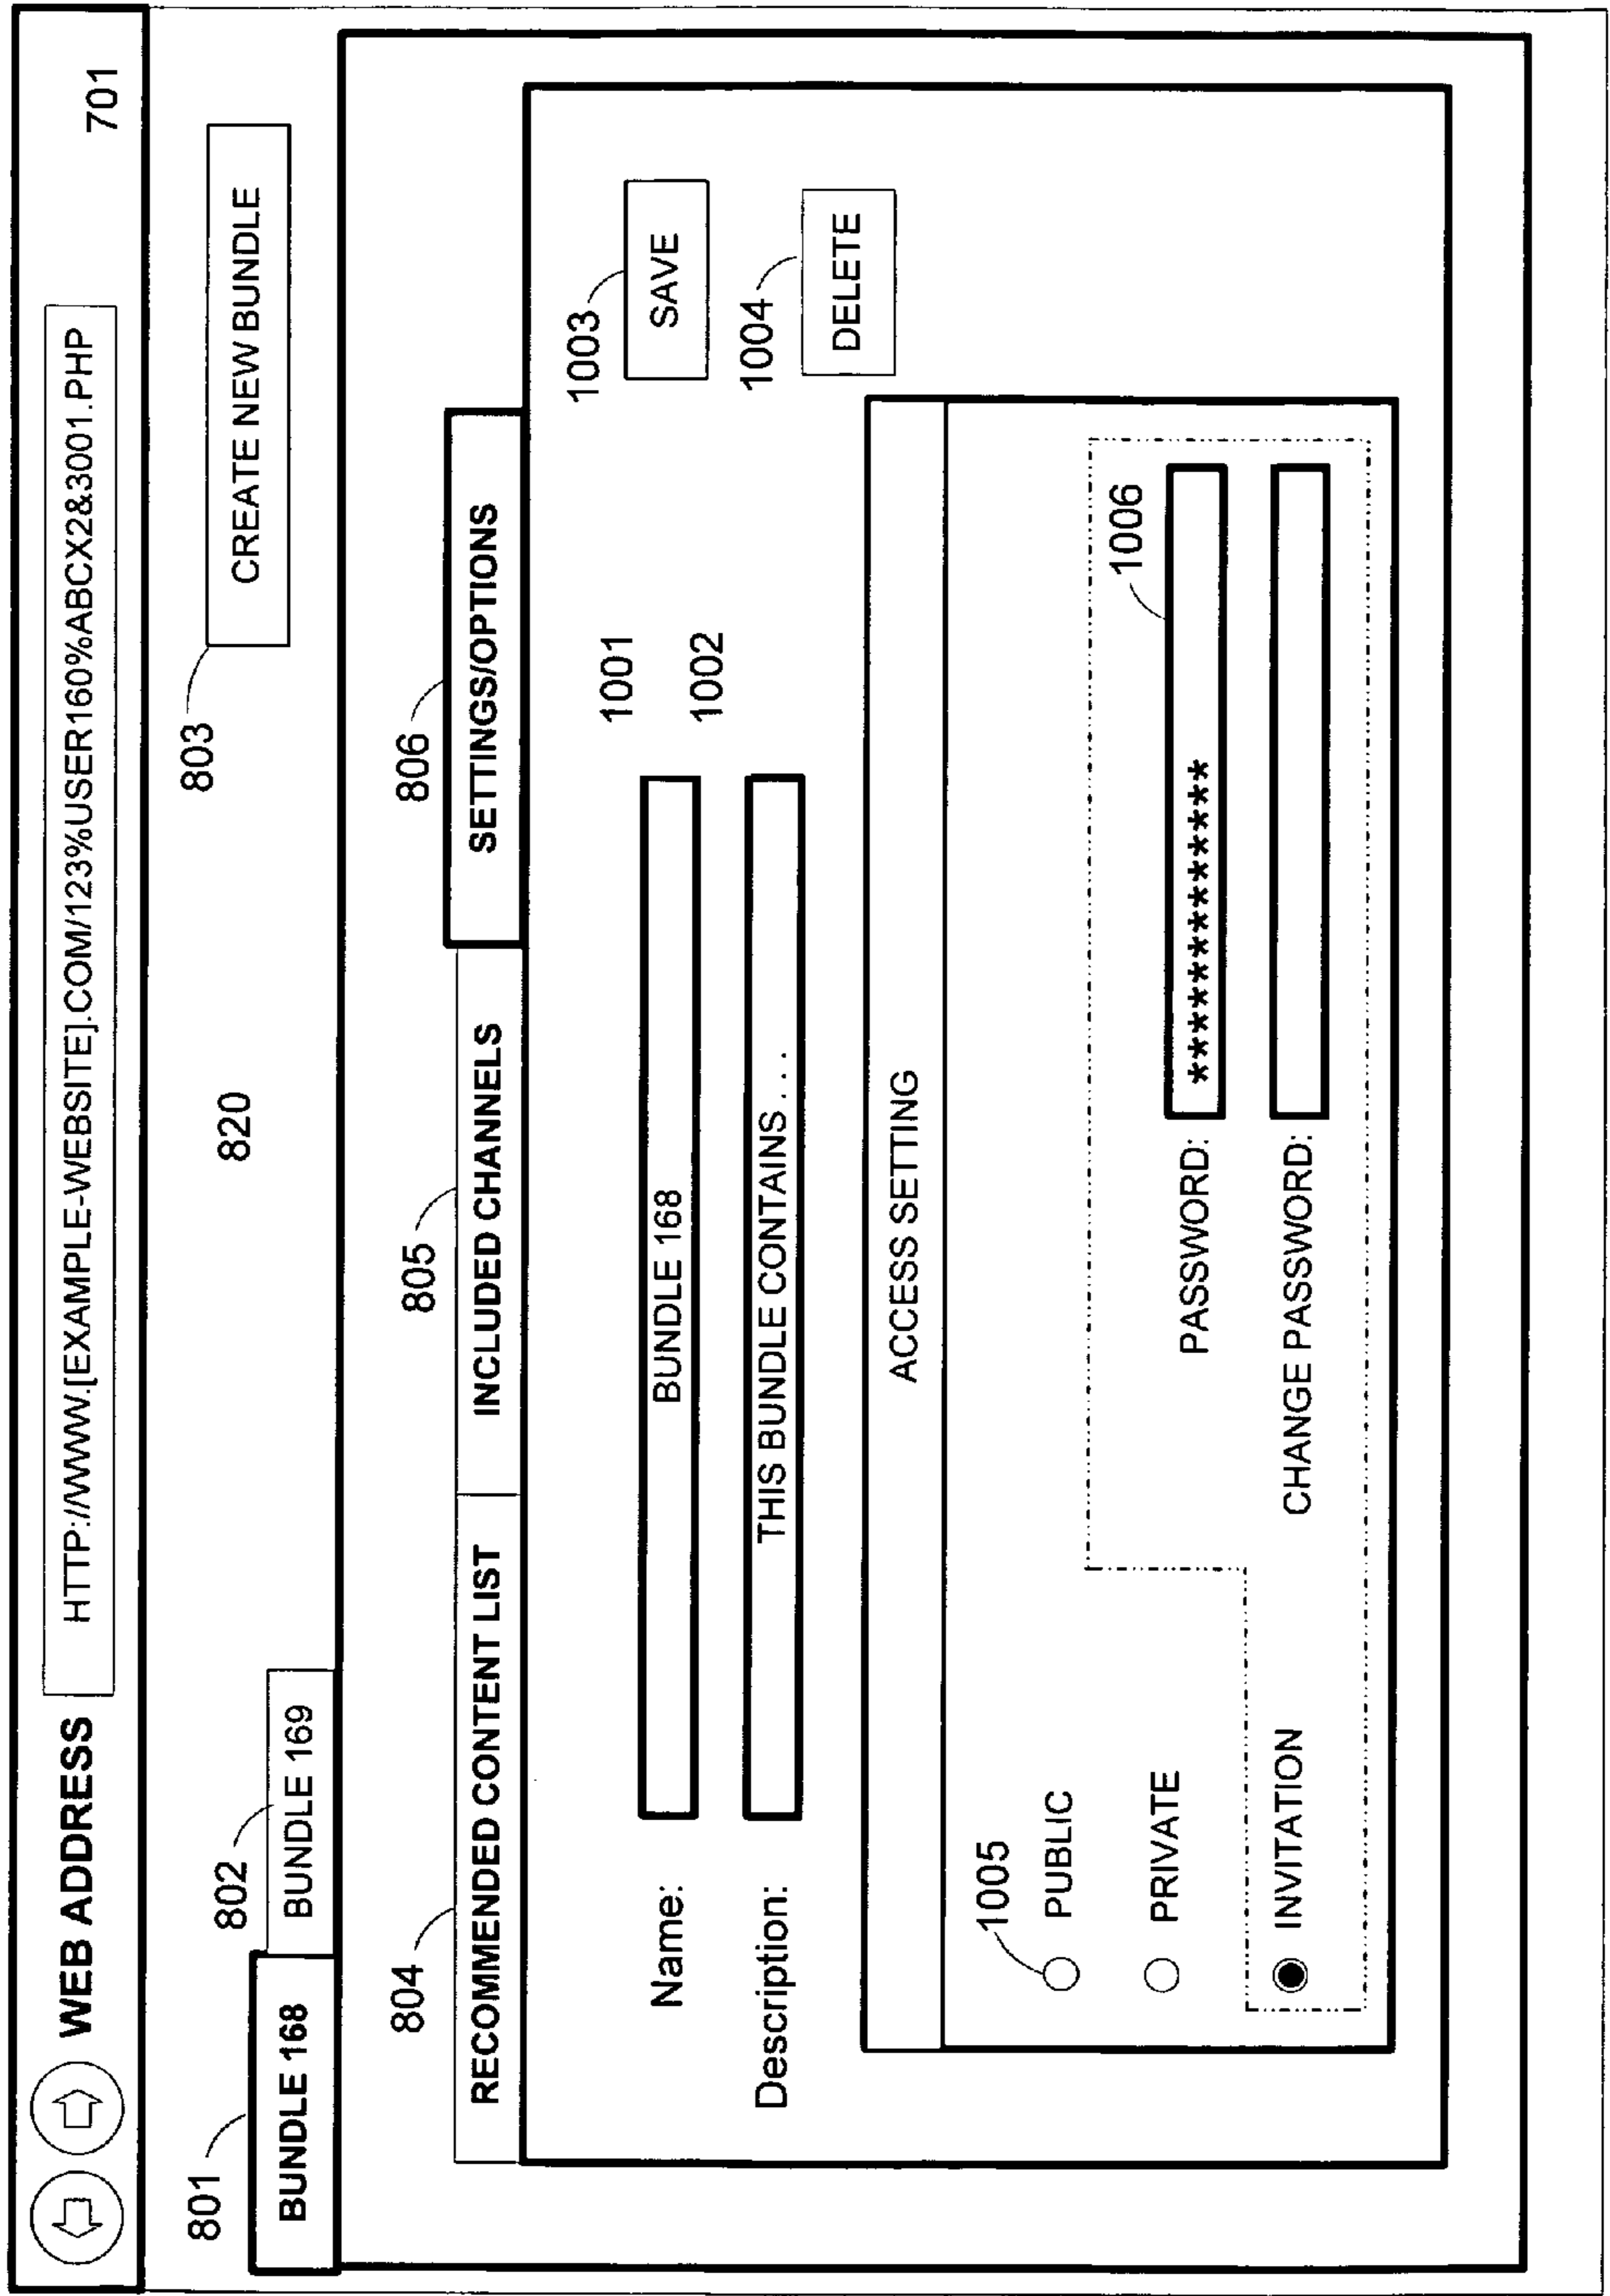 WEB ADDRESS HTTP://WWW.[EXAMPLE-WEBSITE].COM/123%USER160%ABCX2&3001.PHP 701
801 802 820 803
BUNDLE 168 BUNDLE 169 CREATE NEW BUNDLE
804 805 806
RECOMMENDED CONTENT LIST INCLUDED CHANNELS SETTINGS/OPTIONS
Name: BUNDLE 168 1001
1003
SAVE
Description: THIS BUNDLE CONTAINS . . . 1002
1004
DELETE
ACCESS SETTING
1005
PUBLIC
1006
PRIVATE PASSWORD: *************
INVITATION CHANGE PASSWORD: